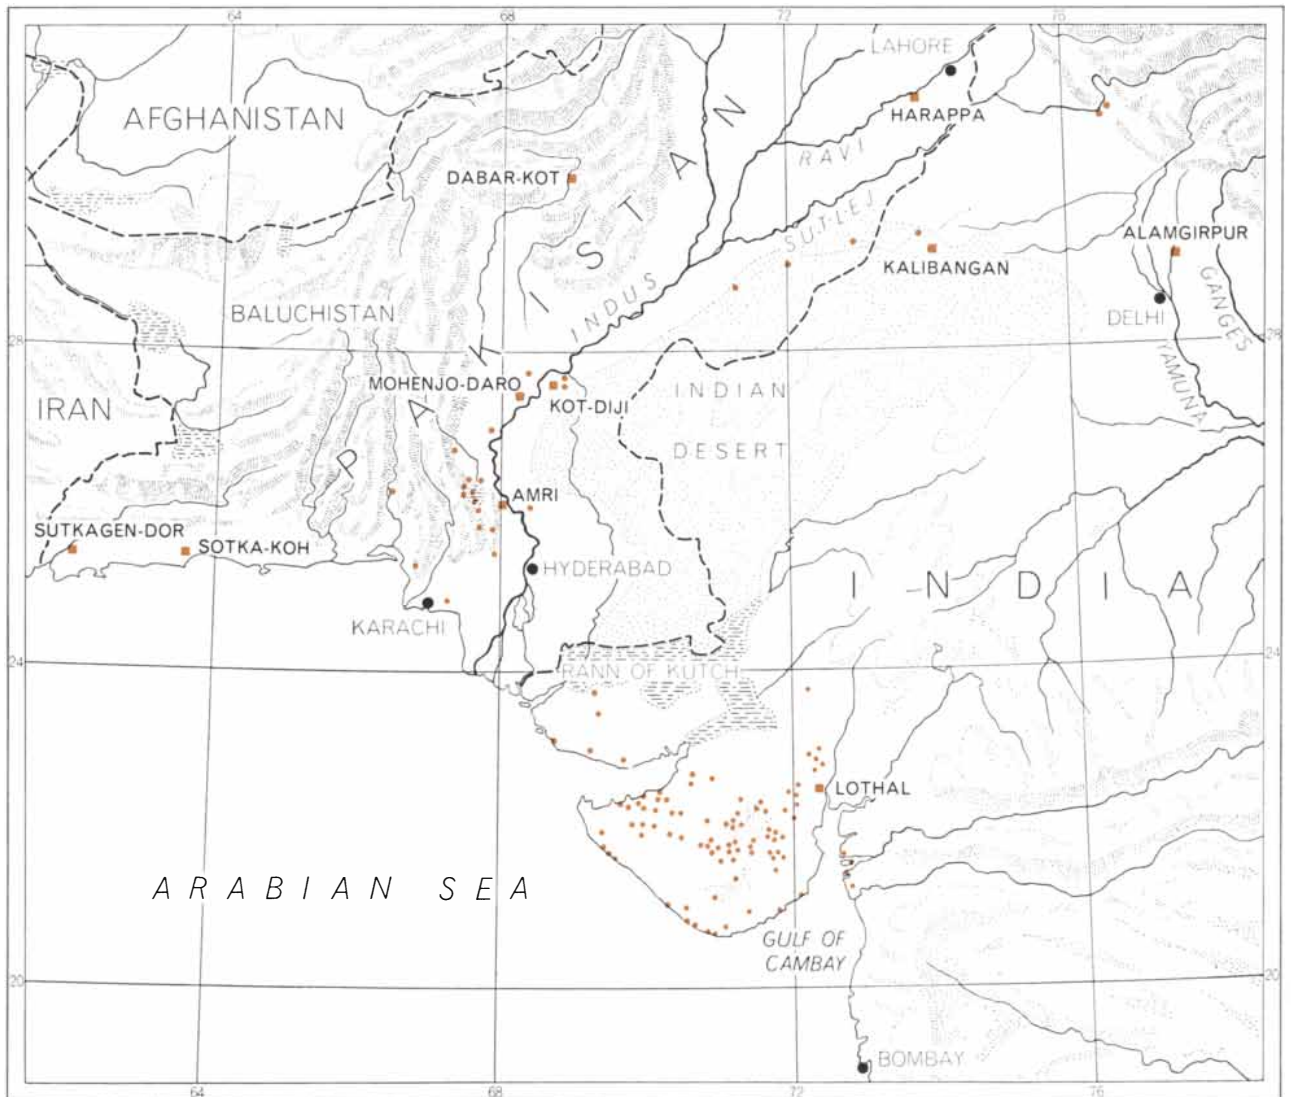 64 68 72 76
LAHORE
AFGHANISTAN
HARAPPA
RAVI
DABAR-KOT
SUTLEJ
ALAMGIRPUR
KALIBANGAN
GANGES
BALUCHISTAN
INDUS
DELHI
28 28
YAMUNA
PAKISTAN
MOHENJO-DARO
INDIAN
IRAN
KOT-DIJI
DESERT
AMRI
SUTKAGEN-DOR
SOTKA-KOH
HYDERABAD
INDIA
KARACHI
24 24
RANN OF KUTCH
LOTHAL
ARABIAN SEA
GULF OF
CAMBAY
20 20
BOMBAY
64 68 72 76